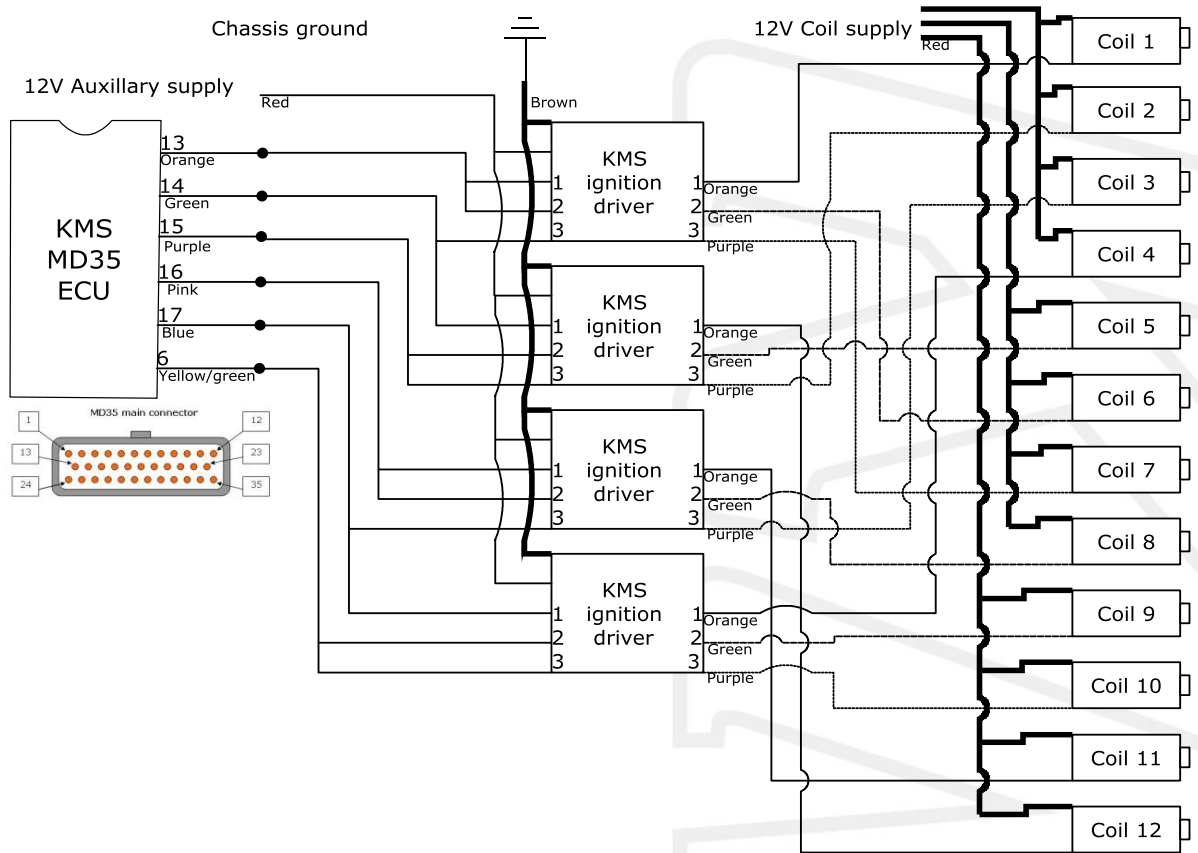 Chassis ground
12V Coil supply
Red
12V Auxillary supply
Red
Brown
KMS
MD35
ECU
13
Orange
14
Green
15
Purple
16
Pink
17
Blue
6
Yellow/green
MD35 main connector
1
12
13
23
24
35
KMS
ignition
driver
1
2
3
1
Orange
2
Green
3
Purple
KMS
ignition
driver
1
2
3
1
Orange
2
Green
3
Purple
KMS
ignition
driver
1
2
3
1
Orange
2
Green
3
Purple
KMS
ignition
driver
1
2
3
1
Orange
2
Green
3
Purple
Coil 1
Coil 2
Coil 3
Coil 4
Coil 5
Coil 6
Coil 7
Coil 8
Coil 9
Coil 10
Coil 11
Coil 12